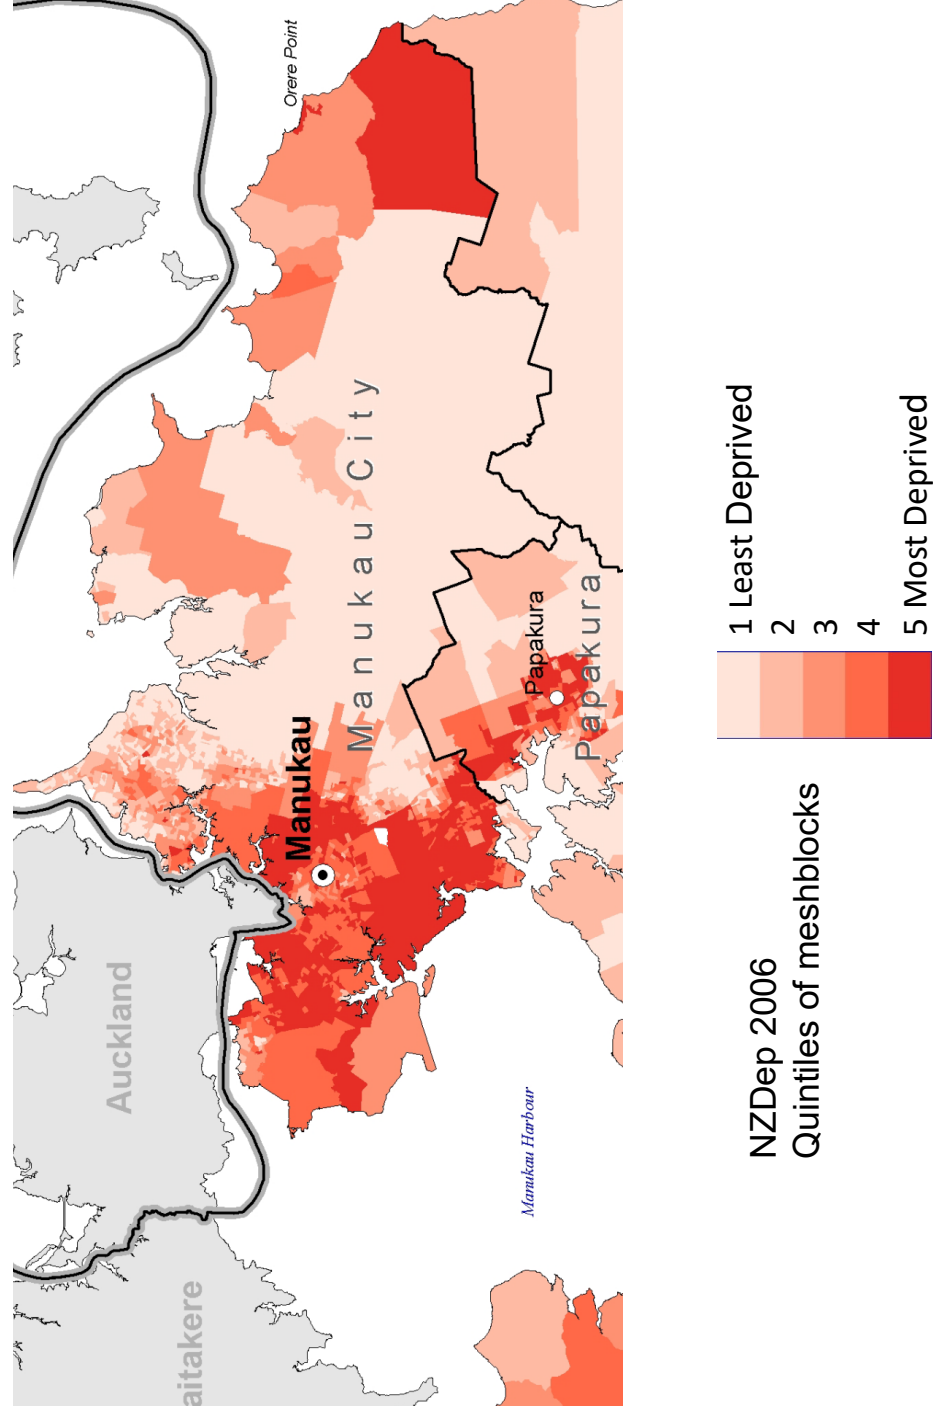 Orere Point
Auckland
aitakere
Manukau
Manukau City
Papakura
Papakura
Manukau Harbour
NZDep 2006
Quintiles of meshblocks
1 Least Deprived
2
3
4
5 Most Deprived